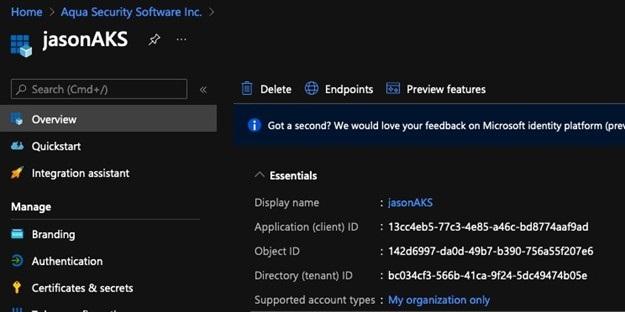 Home > Aqua Security Software Inc. >
jasonAKS
Search (Cmd+/)
«
Delete
Endpoints
Preview features
Overview
Quickstart
Integration assistant
Manage
Branding
Authentication
Certificates & secrets
Got a second? We would love your feedback on Microsoft identity platform (prev
Essentials
Display name : jasonAKS
Application (client) ID : 13cc4eb5-77c3-4e85-a46c-bd8774aaf9ad
Object ID : 142d6997-da0d-49b7-b390-756a55f207e6
Directory (tenant) ID : bc034cf3-566b-41ca-9f24-5dc49474b05e
Supported account types : My organization only